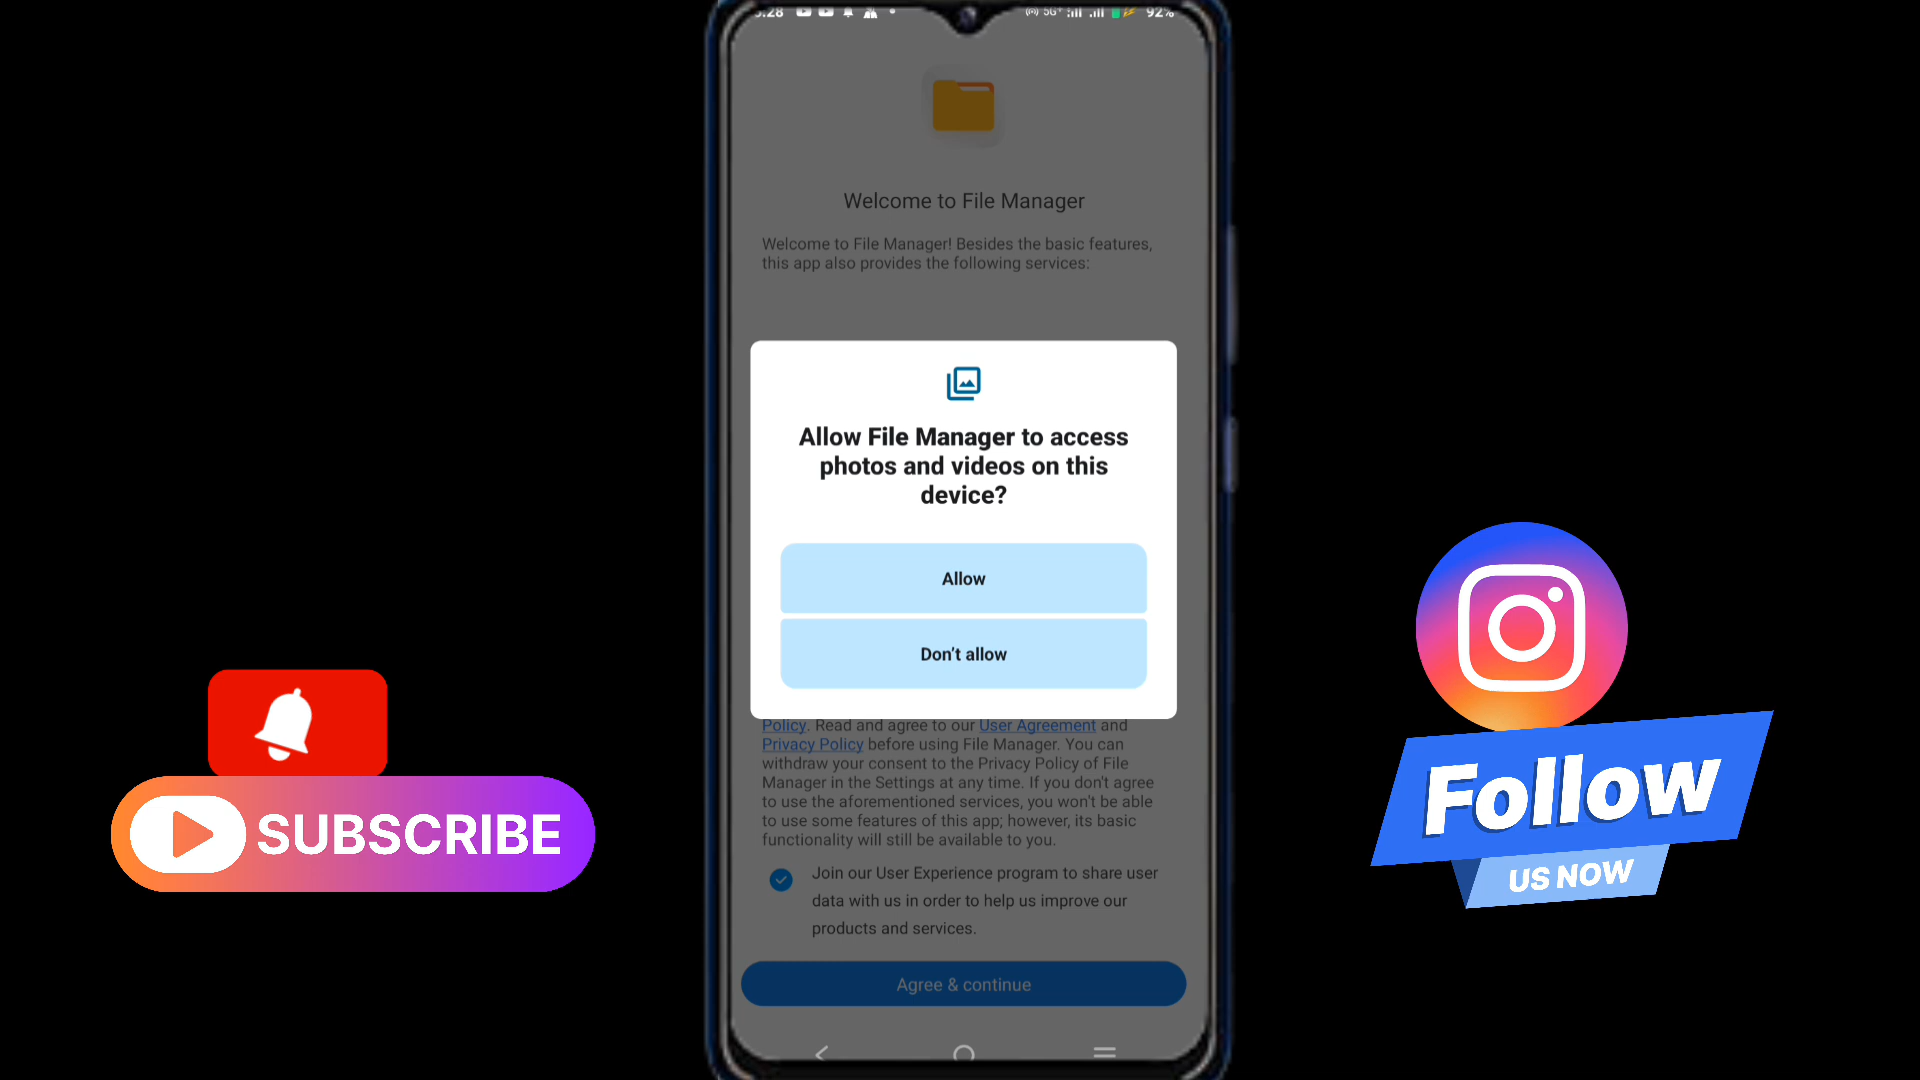 5:28 5G+ 92%
Welcome to File Manager
Welcome to File Manager! Besides the basic features,
this app also provides the following services:
Allow File Manager to access
photos and videos on this
device?
Allow
Don't allow
Policy. Read and agree to our User Agreement and
Privacy Policy before using File Manager. You can
withdraw your consent to the Privacy Policy of File
Manager in the Settings at any time. If you don't agree
to use the aforementioned services, you won't be able
to use some features of this app; however, its basic
functionality will still be available to you.
Join our User Experience program to share user
data with us in order to help us improve our
products and services.
Agree & continue
SUBSCRIBE
Follow
US NOW